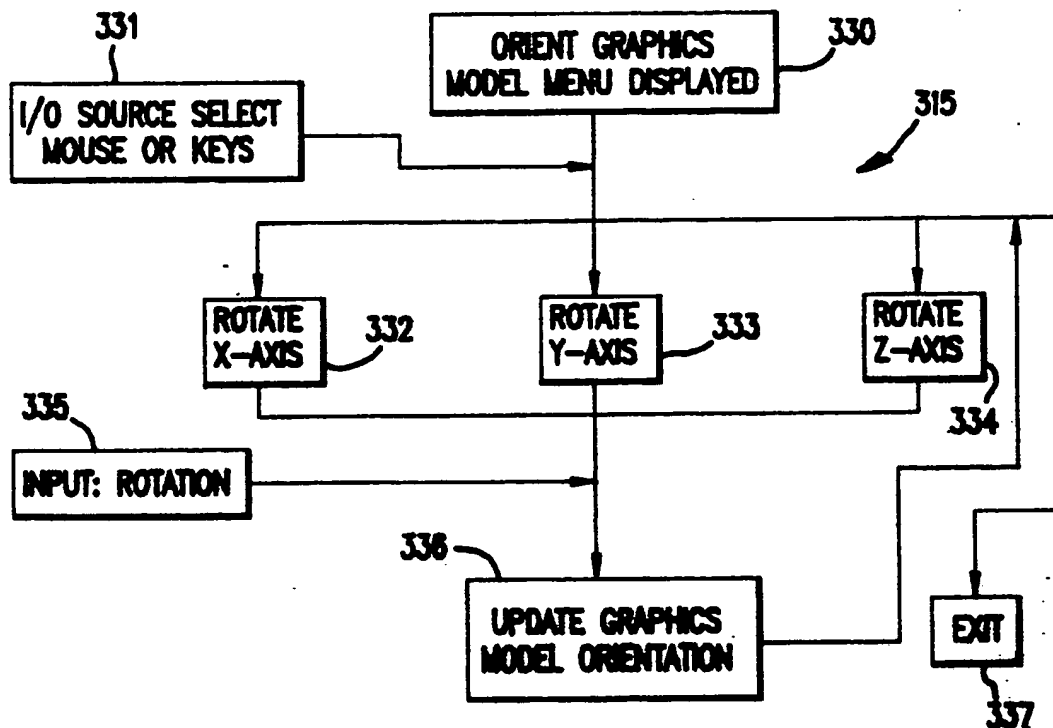 331
I/O SOURCE SELECT
MOUSE OR KEYS
ORIENT GRAPHICS
MODEL MENU DISPLAYED
330
315
ROTATE
X-AXIS
332
ROTATE
Y-AXIS
333
ROTATE
Z-AXIS
334
335
INPUT: ROTATION
336
UPDATE GRAPHICS
MODEL ORIENTATION
EXIT
337